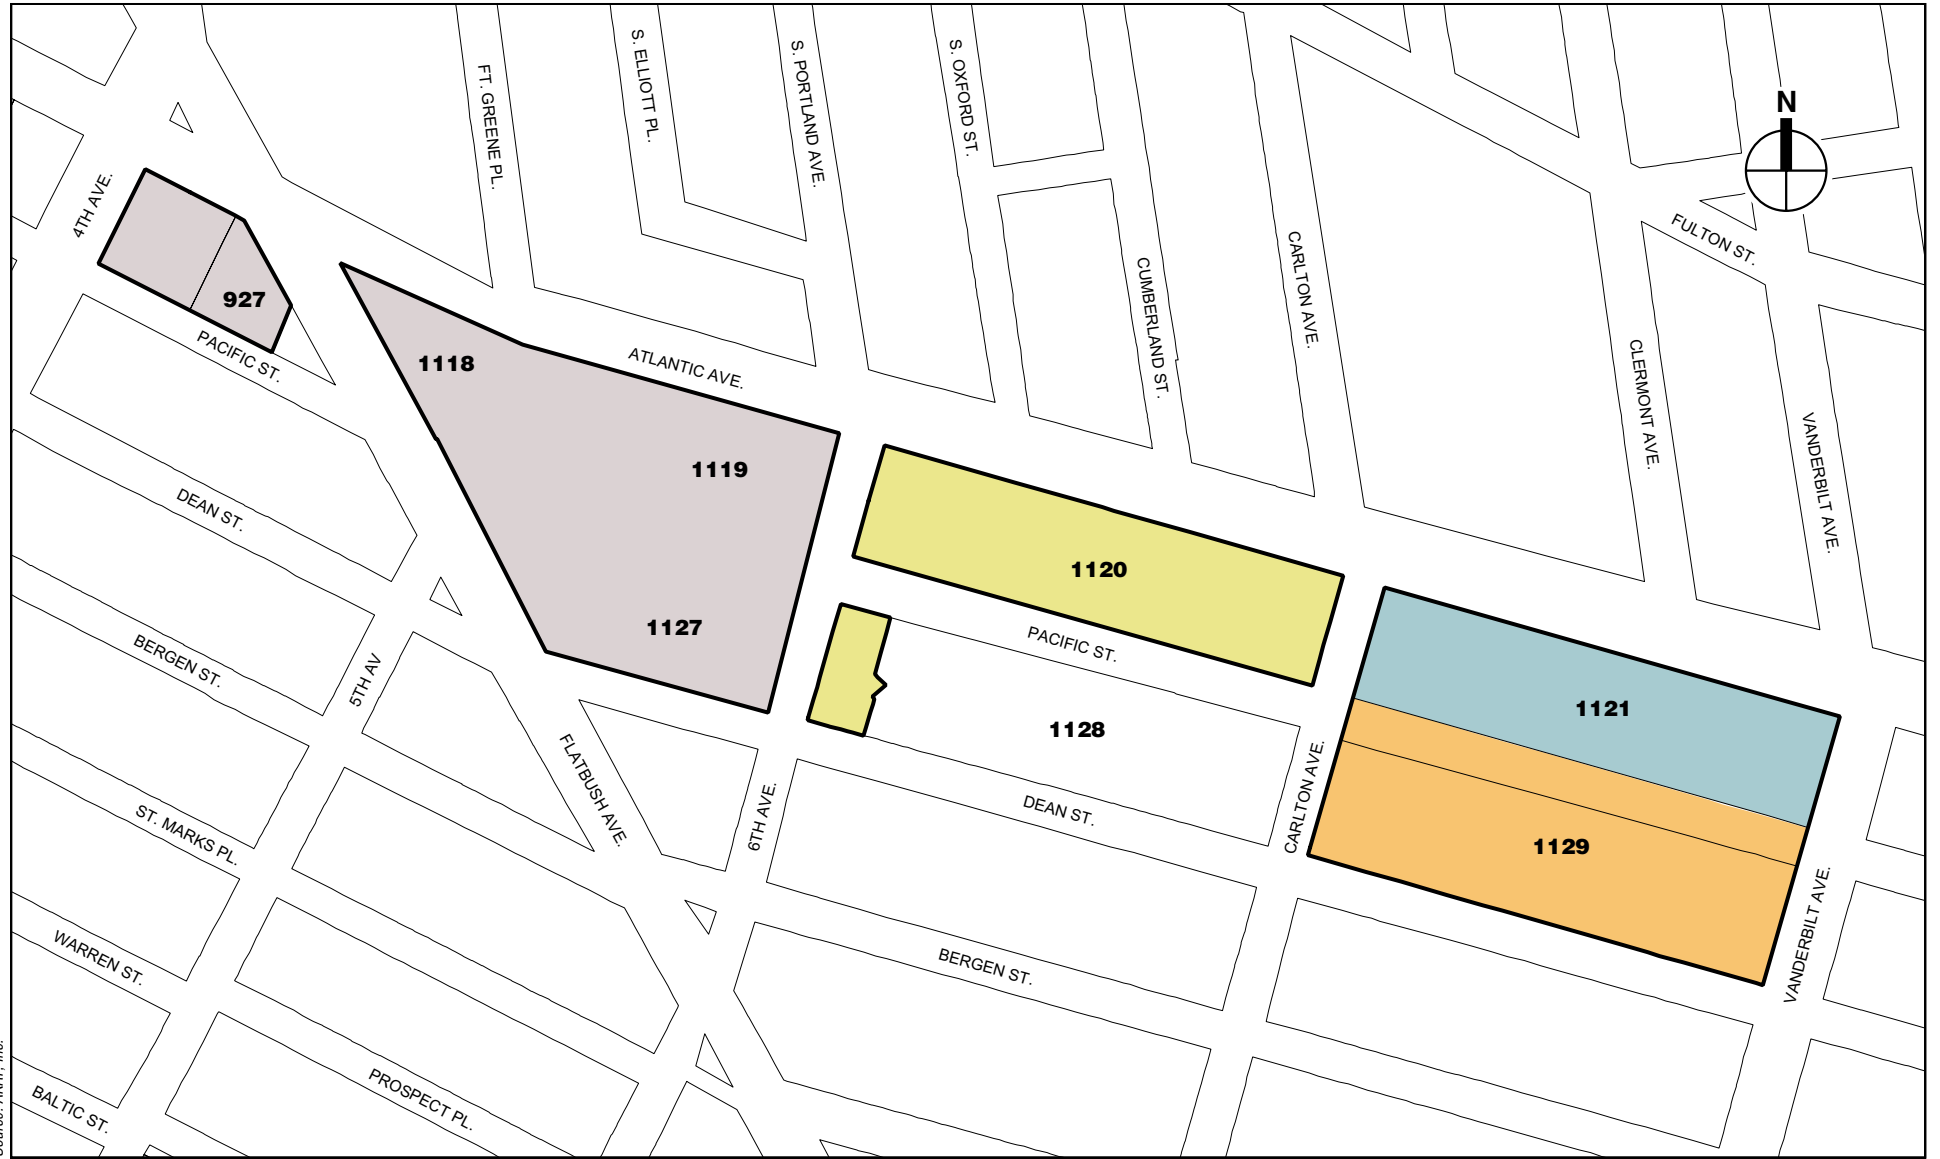 FT. GREENE PL.
S. ELLIOTT PL.
S. PORTLAND AVE.
S. OXFORD ST.
N
4TH AVE.
FULTON ST.
CARLTON AVE.
CUMBERLAND ST.
927
PACIFIC ST.
1118
ATLANTIC AVE.
CLERMONT AVE.
VANDERBILT AVE.
1119
DEAN ST.
1120
1127
PACIFIC ST.
BERGEN ST.
5TH AV
1121
1128
FLATBUSH AVE.
6TH AVE.
DEAN ST.
CARLTON AVE.
1129
ST. MARKS PL.
VANDERBILT AVE.
WARREN ST.
BERGEN ST.
BALTIC ST.
PROSPECT PL.